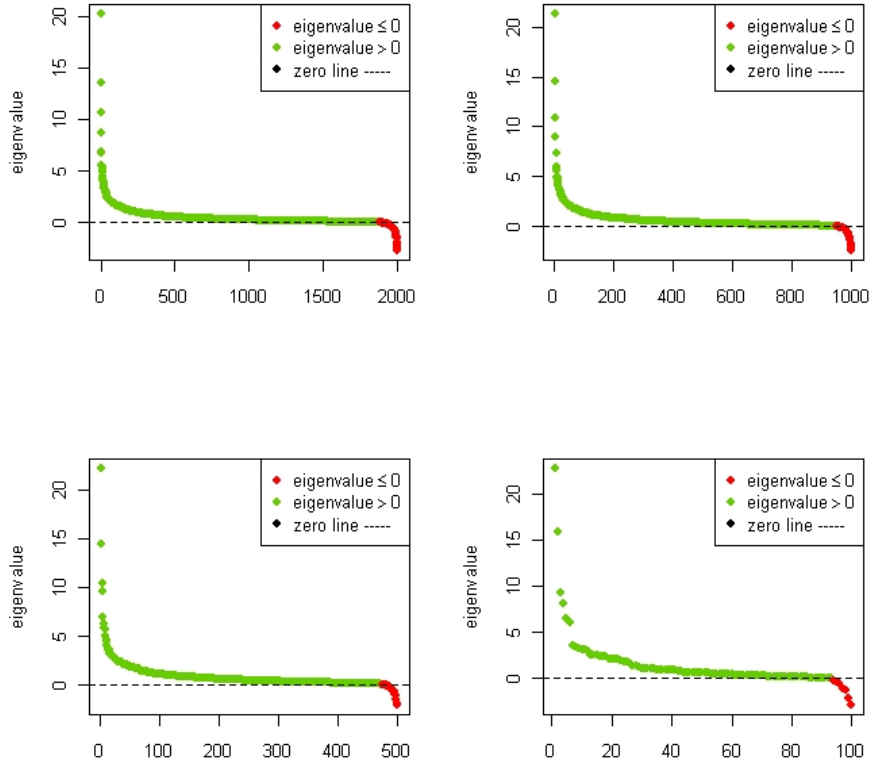 eigenvalue ≤ 0
eigenvalue > 0
zero line -----
eigenvalue
20
15
10
5
0
0 500 1000 1500 2000
eigenvalue ≤ 0
eigenvalue > 0
zero line -----
eigenvalue
20
15
10
5
0
0 200 400 600 800 1000
eigenvalue ≤ 0
eigenvalue > 0
zero line -----
eigenvalue
20
15
10
5
0
0 100 200 300 400 500
eigenvalue ≤ 0
eigenvalue > 0
zero line -----
eigenvalue
20
15
10
5
0
0 20 40 60 80 100